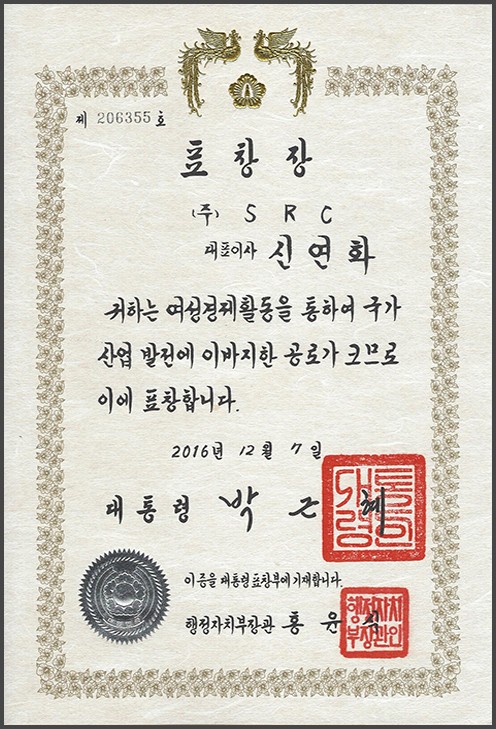 제 206355 호
표창장
(주) S R C
대표이사 신연화
귀하는 여성경제활동을 통하여 국가
산업 발전에 이바지한 공로가 크므로
이에 표창합니다.
2016년 12월 7일
대통령 박근혜
대통령인
이 증을 대통령표창부에 기재합니다.
행정자치부장관 홍윤식
행정자치부장관인